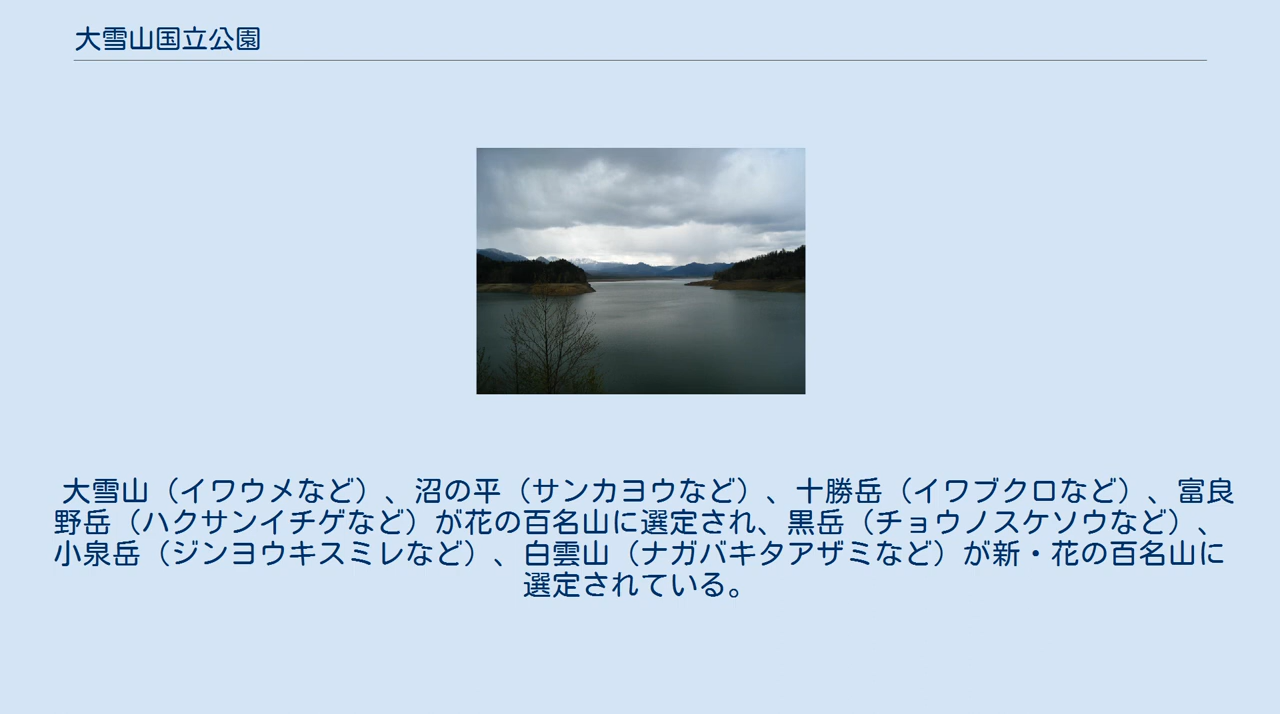 大雪山国立公園
大雪山（イワウメなど）、沼の平（サンカヨウなど）、十勝岳（イワブクロなど）、富良
野岳（ハクサンイチゲなど）が花の百名山に選定され、黒岳（チョウノスケソウなど）、
小泉岳（ジンヨウキスミレなど）、白雲山（ナガバキタアザミなど）が新・花の百名山に
選定されている。